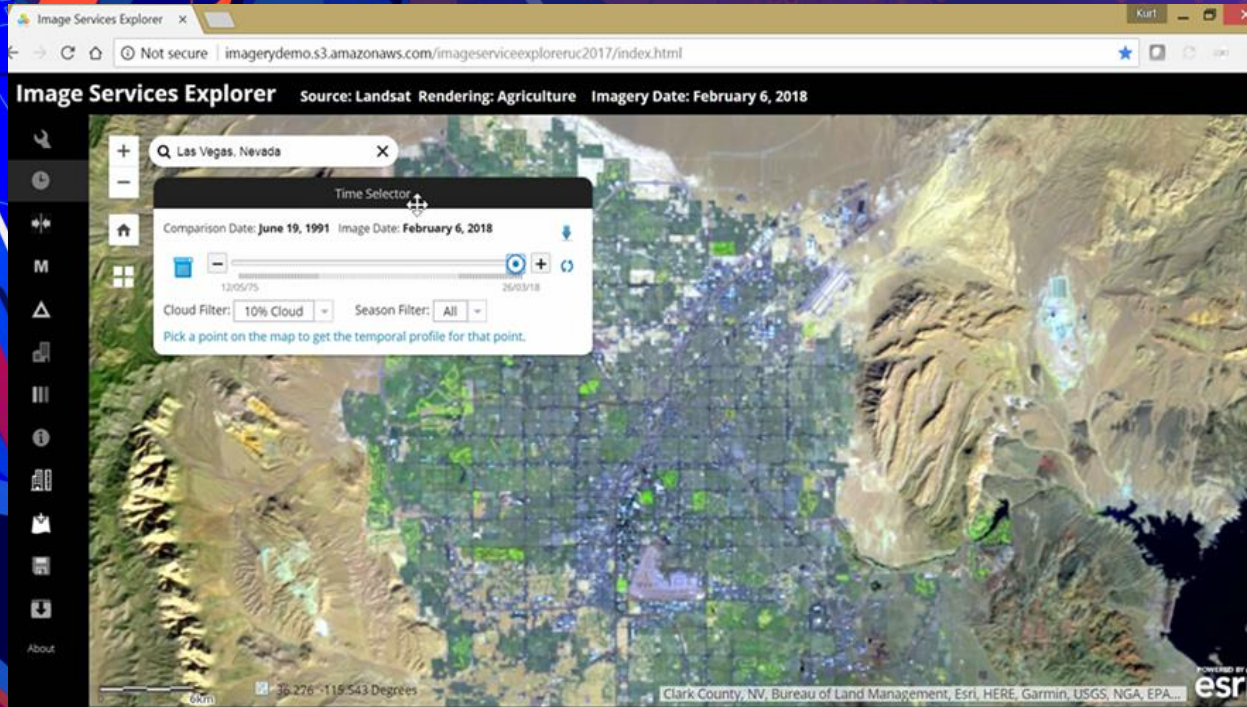 Image Services Explorer
Kurt
Not secure imagerydemo.s3.amazonaws.com/imageserviceexploreruc2017/index.html
Image Services Explorer Source: Landsat Rendering: Agriculture Imagery Date: February 6, 2018
Las Vegas, Nevada
Time Selector
Comparison Date: June 19, 1991 Image Date: February 6, 2018
12/05/75 26/03/18
Cloud Filter: 10% Cloud Season Filter: All
Pick a point on the map to get the temporal profile for that point.
M
About
6km
36.276 -115.543 Degrees
Clark County, NV, Bureau of Land Management, Esri, HERE, Garmin, USGS, NGA, EPA...
POWERED BY
esri